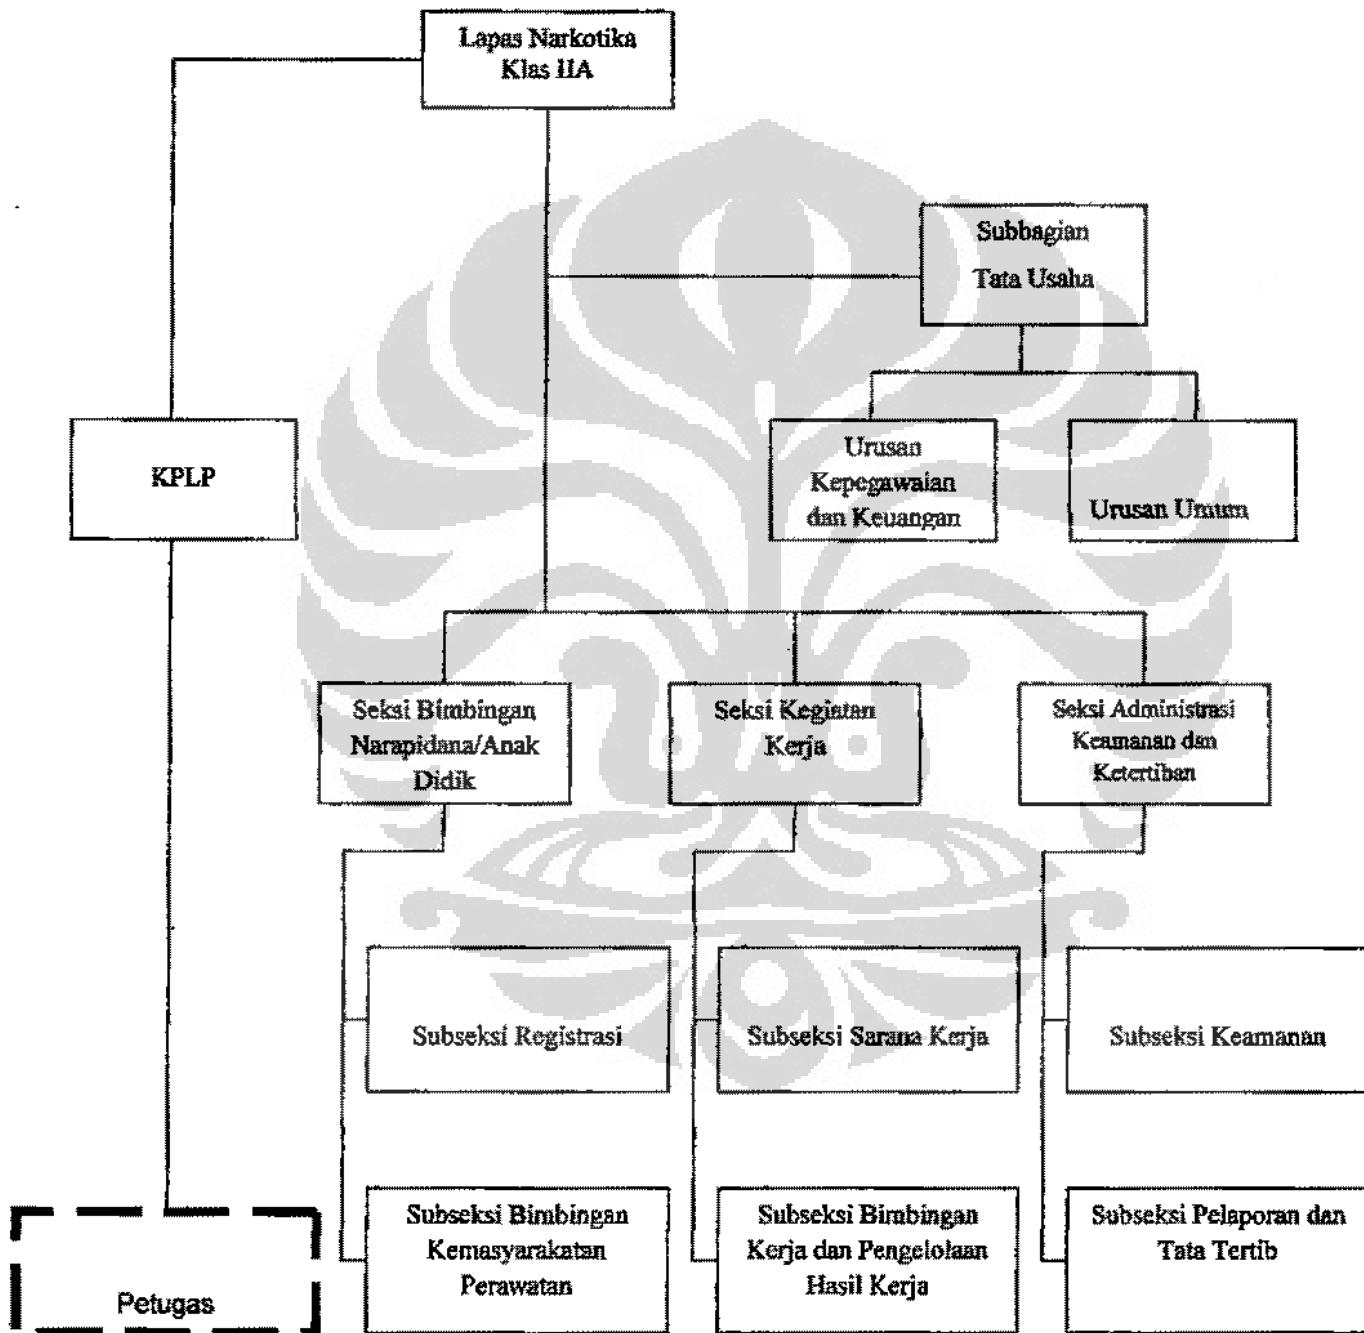 Lapas Narkotika
Klas IIA
Subbagian
Tata Usaha
KPLP
Urusan
Kepegawaian
dan Keuangan
Urusan Umum
Seksi Bimbingan
Narapidana/Anak
Didik
Seksi Kegiatan
Kerja
Seksi Administrasi
Keamanan dan
Ketertiban
Subseksi Registrasi
Subseksi Sarana Kerja
Subseksi Keamanan
Subseksi Bimbingan
Kemasyarakatan
Perawatan
Subseksi Bimbingan
Kerja dan Pengelolaan
Hasil Kerja
Subseksi Pelaporan dan
Tata Tertib
Petugas